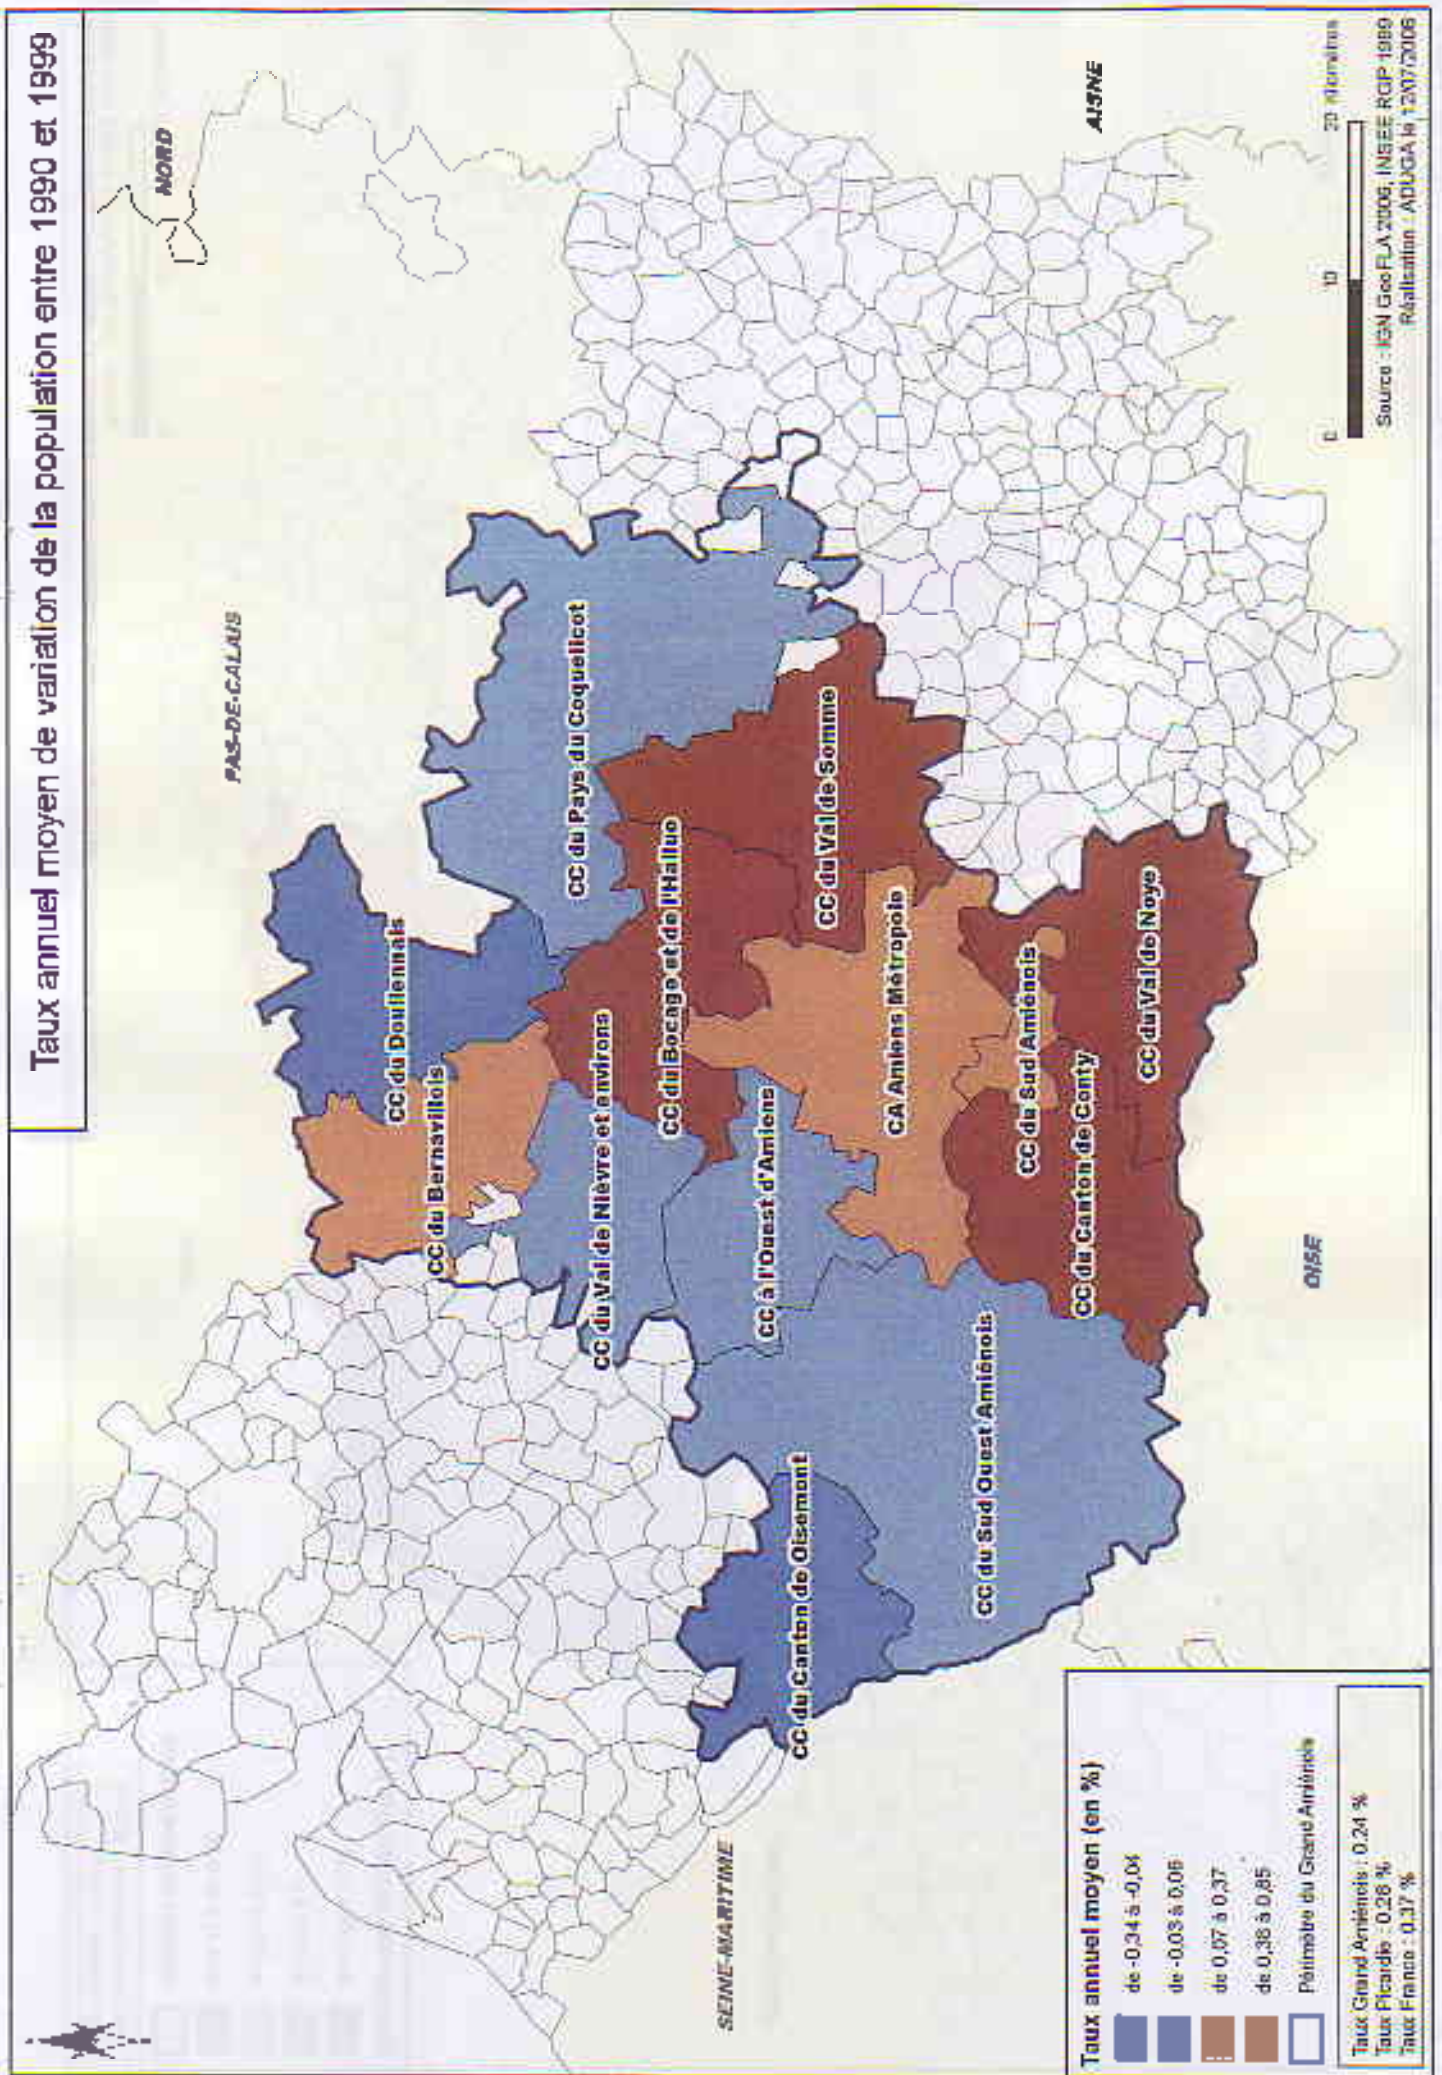 Taux annuel moyen de variation de la population entre 1990 et 1999
NORD
PAS-DE-CALAIS
AISNE
OISE
SEINE-MARITIME
CC du Doullennais
CC du Bernavillois
CC du Pays du Coquelicot
CC du Val de Nièvre et environs
CC du Bocage et de l'Hallue
CC à l'Ouest d'Amiens
CC du Val de Somme
CA Amiens Métropole
CC du Canton de Oisemont
CC du Sud Ouest Amiénois
CC du Sud Amiénois
CC du Canton de Conty
CC du Val de Noye
Taux annuel moyen (en %)
de -0,34 à -0,04
de -0,03 à 0,06
de 0,07 à 0,37
de 0,38 à 0,85
Périmètre du Grand Amiénois
Taux Grand Amiénois : 0.24 %
Taux Picardie : 0.28 %
Taux France : 0.37 %
0 10 20 Kilomètres
Source : IGN GéoFLA 2006, INSEE RGP 1999
Réalisation : ADUGA le 12/07/2006